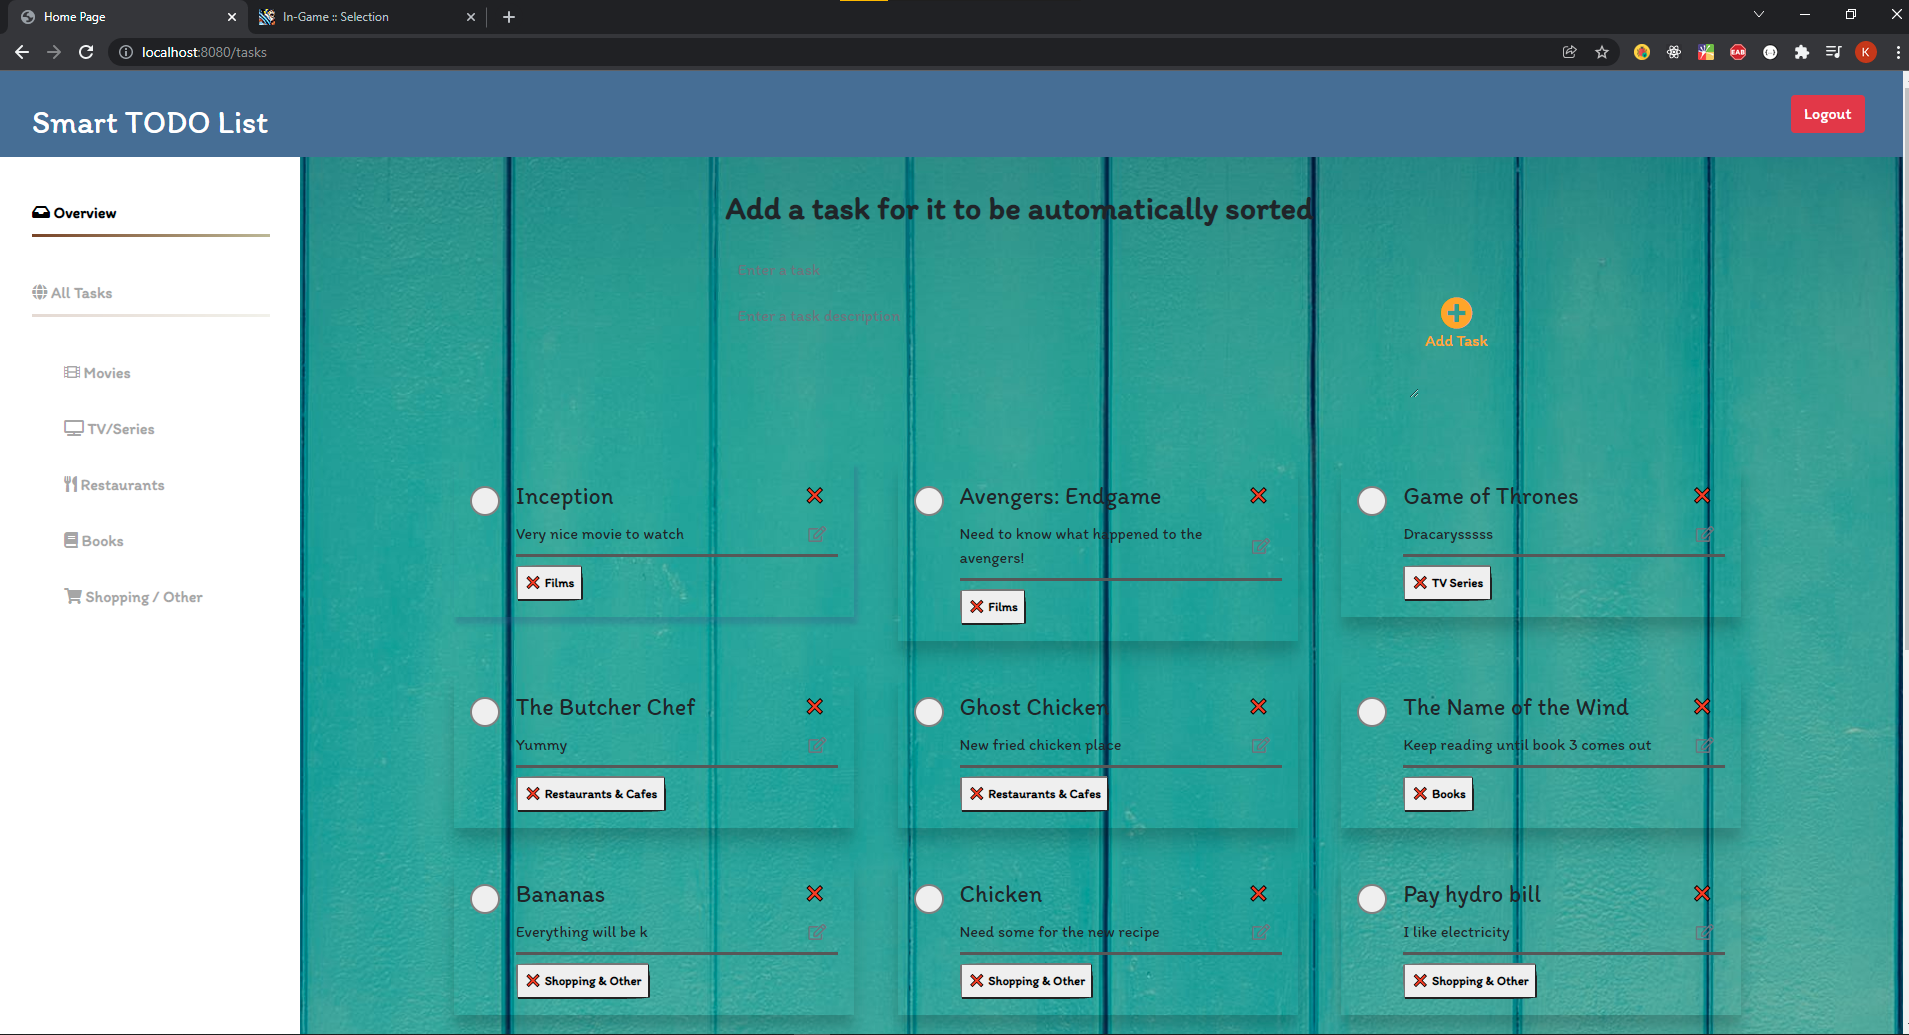 Home Page
In-Game :: Selection
localhost:8080/tasks
EAB
K
Smart TODO List
Logout
Overview
All Tasks
Movies
TV/Series
Restaurants
Books
Shopping / Other
Add a task for it to be automatically sorted
Enter a task
Enter a task description
Add Task
Inception
Very nice movie to watch
Films
Avengers: Endgame
Need to know what happened to the
avengers!
Films
Game of Thrones
Dracarysssss
TV Series
The Butcher Chef
Yummy
Restaurants & Cafes
Ghost Chicken
New fried chicken place
Restaurants & Cafes
The Name of the Wind
Keep reading until book 3 comes out
Books
Bananas
Everything will be k
Shopping & Other
Chicken
Need some for the new recipe
Shopping & Other
Pay hydro bill
I like electricity
Shopping & Other